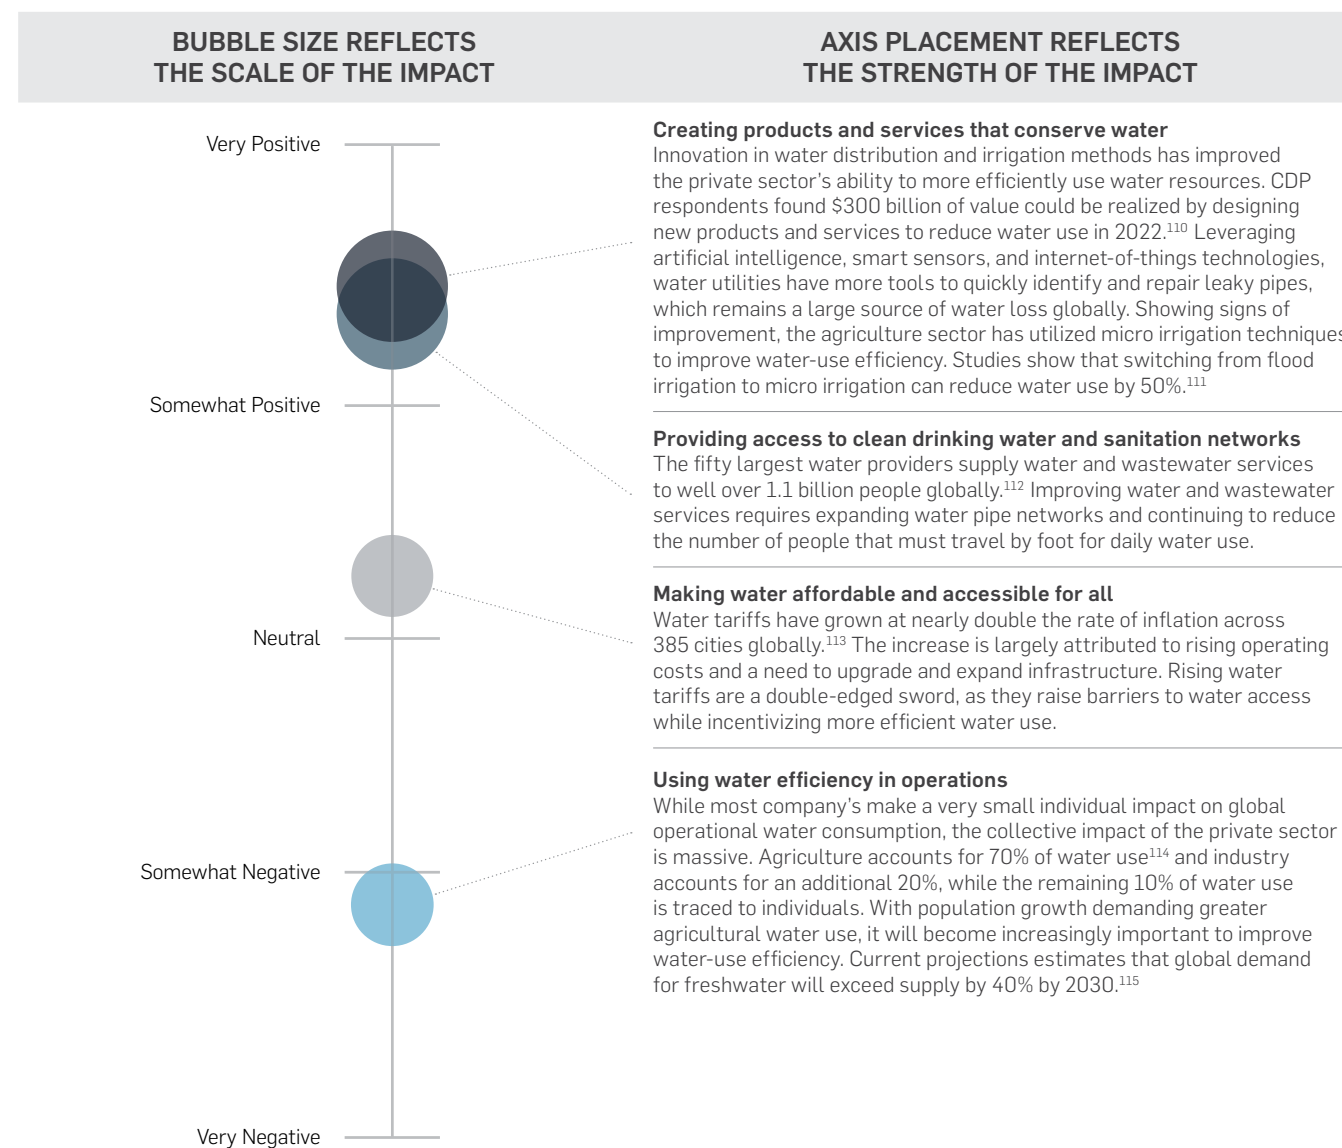 BUBBLE SIZE REFLECTS
THE SCALE OF THE IMPACT
AXIS PLACEMENT REFLECTS
THE STRENGTH OF THE IMPACT
Very Positive
Somewhat Positive
Neutral
Somewhat Negative
Very Negative
Creating products and services that conserve water
Innovation in water distribution and irrigation methods has improved
the private sector’s ability to more efficiently use water resources. CDP
respondents found $300 billion of value could be realized by designing
new products and services to reduce water use in 2022.110 Leveraging
artificial intelligence, smart sensors, and internet-of-things technologies,
water utilities have more tools to quickly identify and repair leaky pipes,
which remains a large source of water loss globally. Showing signs of
improvement, the agriculture sector has utilized micro irrigation techniques
to improve water-use efficiency. Studies show that switching from flood
irrigation to micro irrigation can reduce water use by 50%.111
Providing access to clean drinking water and sanitation networks
The fifty largest water providers supply water and wastewater services
to well over 1.1 billion people globally.112 Improving water and wastewater
services requires expanding water pipe networks and continuing to reduce
the number of people that must travel by foot for daily water use.
Making water affordable and accessible for all
Water tariffs have grown at nearly double the rate of inflation across
385 cities globally.113 The increase is largely attributed to rising operating
costs and a need to upgrade and expand infrastructure. Rising water
tariffs are a double-edged sword, as they raise barriers to water access
while incentivizing more efficient water use.
Using water efficiency in operations
While most company’s make a very small individual impact on global
operational water consumption, the collective impact of the private sector
is massive. Agriculture accounts for 70% of water use114 and industry
accounts for an additional 20%, while the remaining 10% of water use
is traced to individuals. With population growth demanding greater
agricultural water use, it will become increasingly important to improve
water-use efficiency. Current projections estimates that global demand
for freshwater will exceed supply by 40% by 2030.115